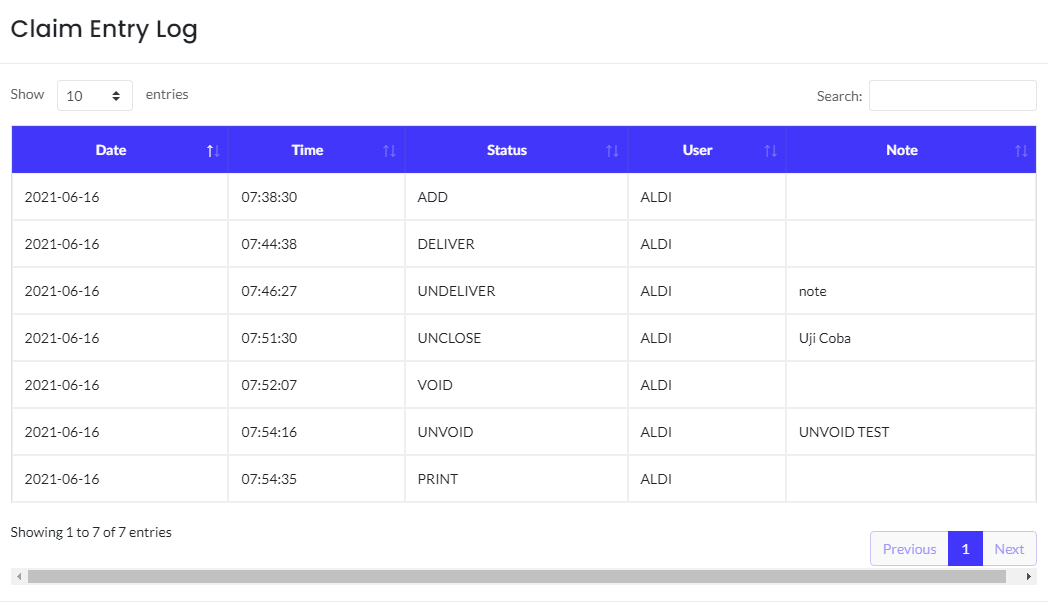 Claim Entry Log
Show 10 entries Search:
Date Time Status User Note
2021-06-16 07:38:30 ADD ALDI
2021-06-16 07:44:38 DELIVER ALDI
2021-06-16 07:46:27 UNDELIVER ALDI note
2021-06-16 07:51:30 UNCLOSE ALDI Uji Coba
2021-06-16 07:52:07 VOID ALDI
2021-06-16 07:54:16 UNVOID ALDI UNVOID TEST
2021-06-16 07:54:35 PRINT ALDI
Showing 1 to 7 of 7 entries
Previous 1 Next